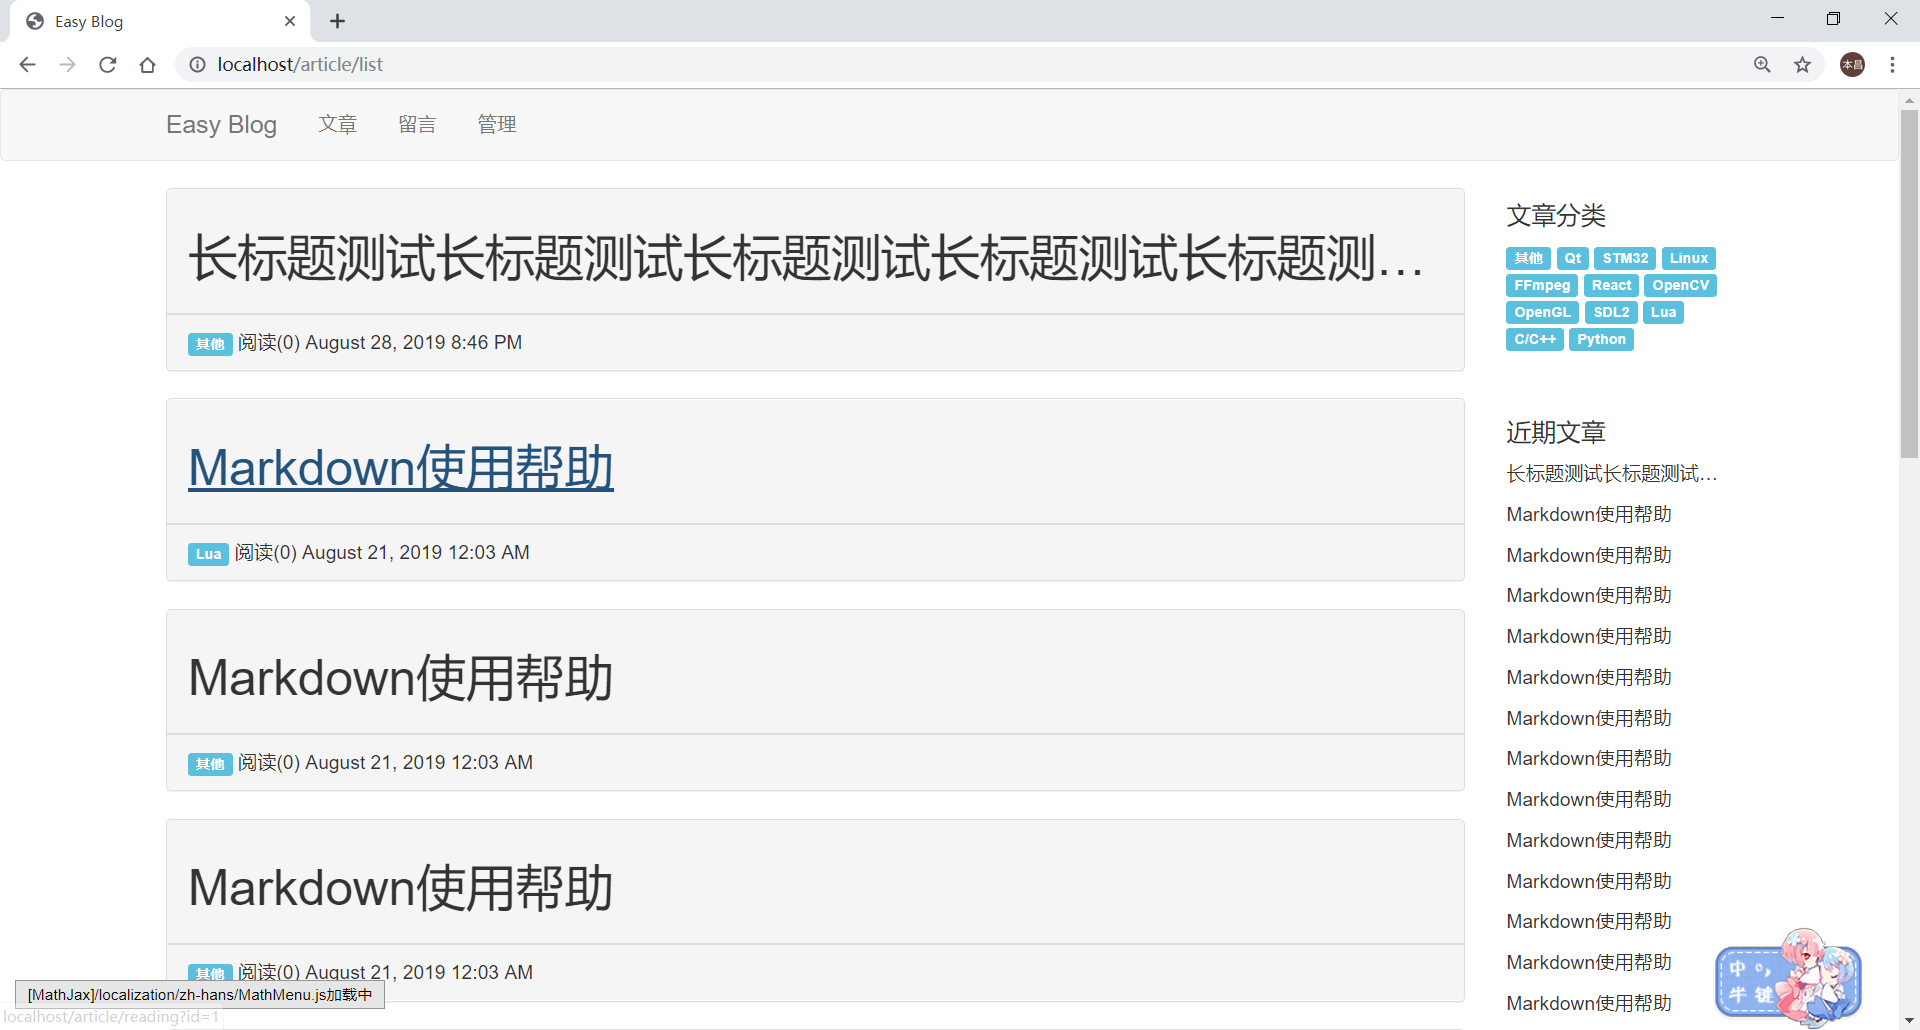 Easy Blog
localhost/article/list
本昌
Easy Blog 文章 留言 管理
长标题测试长标题测试长标题测试长标题测试长标题测…
其他 阅读(0) August 28, 2019 8:46 PM
Markdown使用帮助
Lua 阅读(0) August 21, 2019 12:03 AM
Markdown使用帮助
其他 阅读(0) August 21, 2019 12:03 AM
Markdown使用帮助
其他 阅读(0) August 21, 2019 12:03 AM
文章分类
其他 Qt STM32 Linux
FFmpeg React OpenCV
OpenGL SDL2 Lua
C/C++ Python
近期文章
长标题测试长标题测试…
Markdown使用帮助
Markdown使用帮助
Markdown使用帮助
Markdown使用帮助
Markdown使用帮助
Markdown使用帮助
Markdown使用帮助
Markdown使用帮助
Markdown使用帮助
Markdown使用帮助
Markdown使用帮助
Markdown使用帮助
Markdown使用帮助
中 °,
半 键
[MathJax]/localization/zh-hans/MathMenu.js加载中
localhost/article/reading?id=1